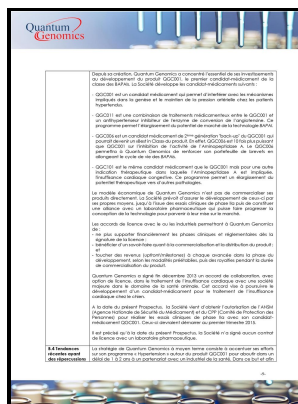 Quantum
Genomics
Depuis sa création, Quantum Genomics a concentré l'essentiel de ses investissements
au développement du produit QGC001, le premier candidat-médicament de la
classe des BAPAIs. La Société développe les candidats-médicaments suivants :
- QGC001 est un candidat médicament qui permet d'interférer avec les mécanismes
impliqués dans la genèse et le maintien de la pression artérielle chez les patients
hypertendus.
- QGC011 est une combinaison de traitements médicamenteux entre le QGC001 et
un antihypertenseur inhibiteur de l'enzyme de conversion de l'angiotensine. Ce
programme permet l'élargissement du potentiel de marché de la technologie BAPAI.
- QGC006 est un candidat médicament de 2ème génération "back-up" du QGC001 qui
pourrait devenir un best in Class du produit. En effet, QGC006 est 10 fois plus puissant
que QGC001 sur l'inhibition de l'activité de l'Aminopeptidase A. Le QGC006
permettra à Quantum Genomics de renforcer son portefeuille de brevets en
allongeant le cycle de vie des BAPAIs.
- QGC101 est le même candidat médicament que le QGC001 mais pour une autre
indication thérapeutique dans laquelle l'Aminopeptidase A est impliquée,
l'insuffisance cardiaque congestive. Ce programme permet un élargissement du
potentiel thérapeutique vers d'autres pathologies.
Le modèle économique de Quantum Genomics n'est pas de commercialiser ses
produits directement. La Société prévoit d'assurer le développement de ceux-ci par
ses propres moyens, jusqu'à l'issue des essais cliniques de phase IIa puis de constituer
une alliance avec un laboratoire pharmaceutique qui puisse faire progresser la
conception de la technologie pour parvenir à leur mise sur le marché.
Les accords de licence avec le ou les industriels permettront à Quantum Genomics
de :
- ne plus supporter financièrement les phases cliniques et réglementaires dès la
signature de la licence ;
- bénéficier d'un savoir-faire quant à la commercialisation et la distribution du produit ;
- et
- toucher des revenus (upfront/milestones) à chaque avancée dans la phase du
développement, selon les modalités préétablies, puis des royalties pendant la durée
de commercialisation du produit.
Quantum Genomics a signé fin décembre 2013 un accord de collaboration, avec
option de licence, dans le traitement de l'insuffisance cardiaque avec une société
majeure dans le domaine de la santé animale. Cet accord vise à poursuivre le
développement d'un candidat-médicament pour le traitement de l'insuffisance
cardiaque chez le chien.
A la date du présent Prospectus, la Société vient d'obtenir l'autorisation de l'ANSM
(Agence Nationale de Sécurité du Médicament) et du CPP (Comité de Protection des
Personnes) pour réaliser les essais cliniques de phase IIa avec son candidat-
médicament QGC001. Ceux-ci devraient démarrer au premier trimestre 2015.
Il est précisé qu'à la date du présent Prospectus, la Société n'a signé aucun contrat
de licence avec un laboratoire pharmaceutique.
B.4 Tendances
récentes ayant
des répercussions
La stratégie de Quantum Genomics à moyen terme consiste à accentuer ses efforts
sur son programme « Hypertension » autour du produit QGC001 pour aboutir dans un
délai de 1 à 2 ans à un partenariat avec un industriel de la santé. Dans ce but et afin